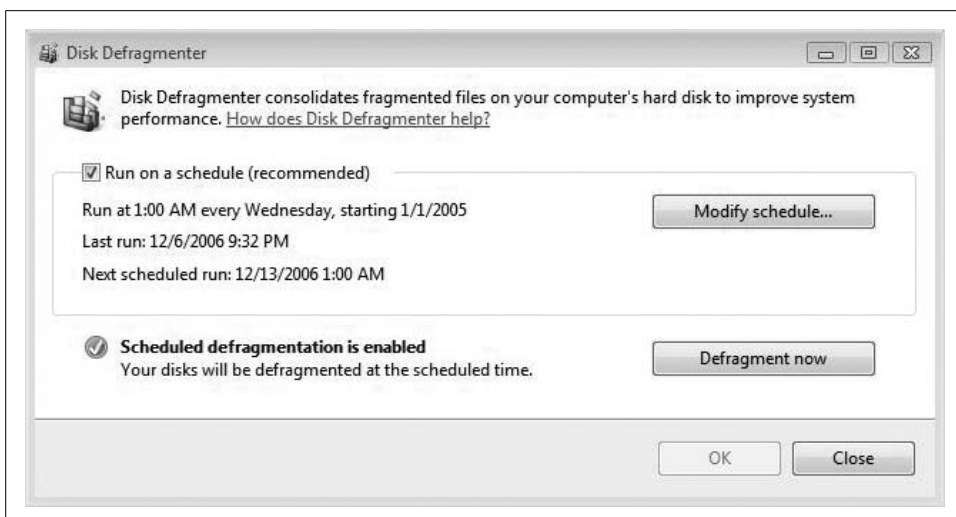 Disk Defragmenter
Disk Defragmenter consolidates fragmented files on your computer's hard disk to improve system
performance. How does Disk Defragmenter help?
Run on a schedule (recommended)
Run at 1:00 AM every Wednesday, starting 1/1/2005
Modify schedule...
Last run: 12/6/2006 9:32 PM
Next scheduled run: 12/13/2006 1:00 AM
Scheduled defragmentation is enabled
Your disks will be defragmented at the scheduled time.
Defragment now
OK
Close